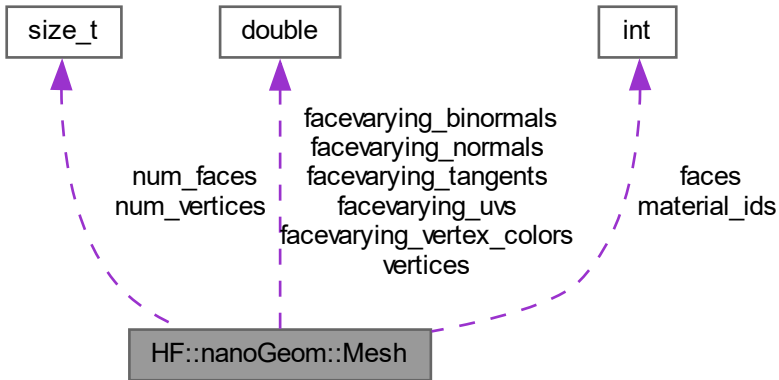 size_t
double
int
facevarying_binormals
facevarying_normals
facevarying_tangents
facevarying_uvs
facevarying_vertex_colors
vertices
num_faces
num_vertices
faces
material_ids
HF::nanoGeom::Mesh